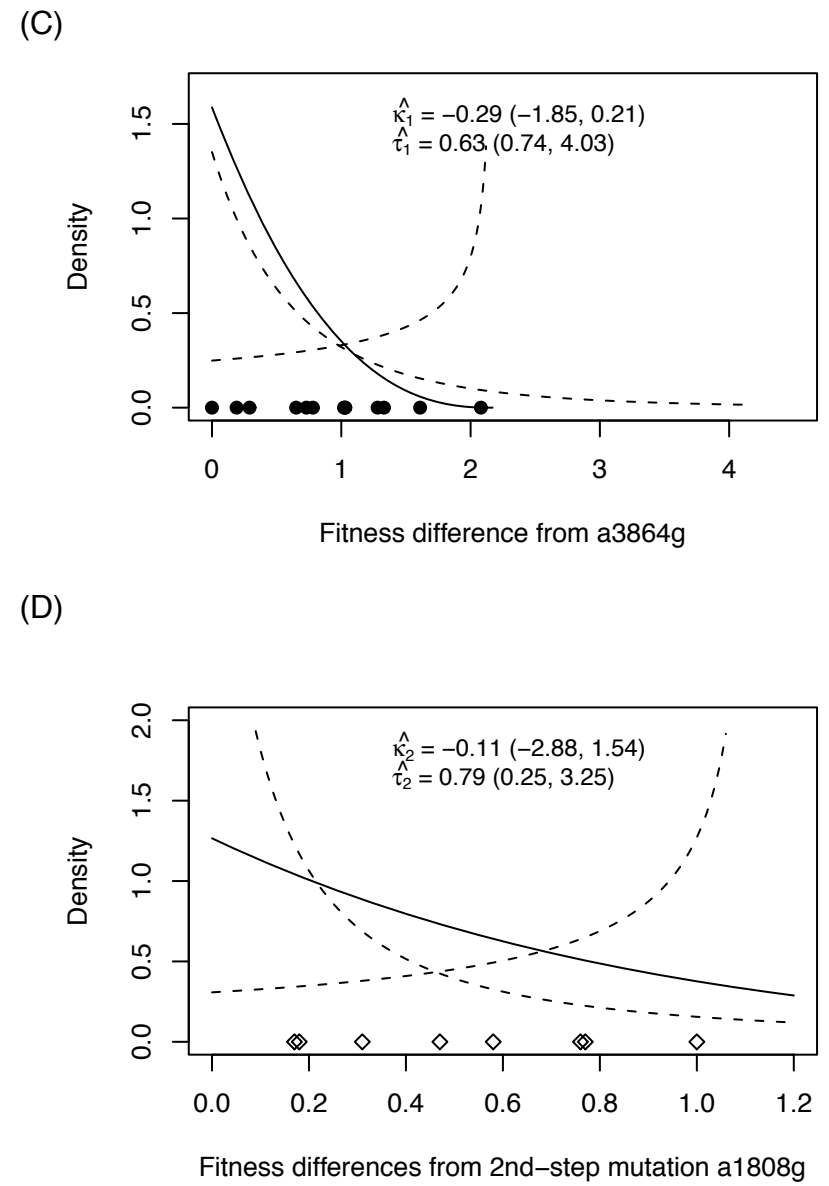 (C)
κ̂₁ = −0.29 (−1.85, 0.21)
τ̂₁ = 0.63 (0.74, 4.03)
Density
0.0 0.5 1.0 1.5
0 1 2 3 4
Fitness difference from a3864g
(D)
κ̂₂ = −0.11 (−2.88, 1.54)
τ̂₂ = 0.79 (0.25, 3.25)
Density
0.0 0.5 1.0 1.5 2.0
0.0 0.2 0.4 0.6 0.8 1.0 1.2
Fitness differences from 2nd−step mutation a1808g